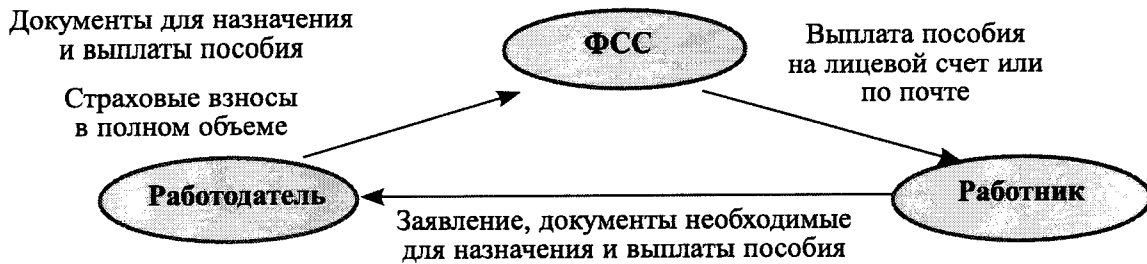 Документы для назначения
и выплаты пособия
ФСС
Выплата пособия
на лицевой счет или
по почте
Страховые взносы
в полном объеме
Работодатель
Работник
Заявление, документы необходимые
для назначения и выплаты пособия